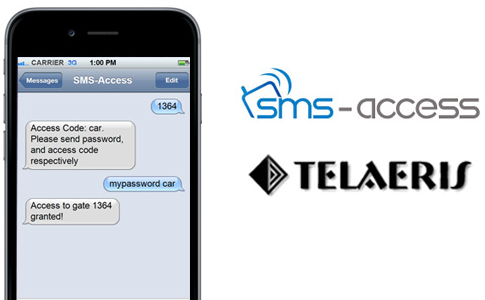 CARRIER 3G 1:00 PM
Messages SMS-Access Edit
1364
Access Code: car.
Please send password,
and access code
respectively
mypassword car
Access to gate 1364
granted!
sms-access
TELAERIS